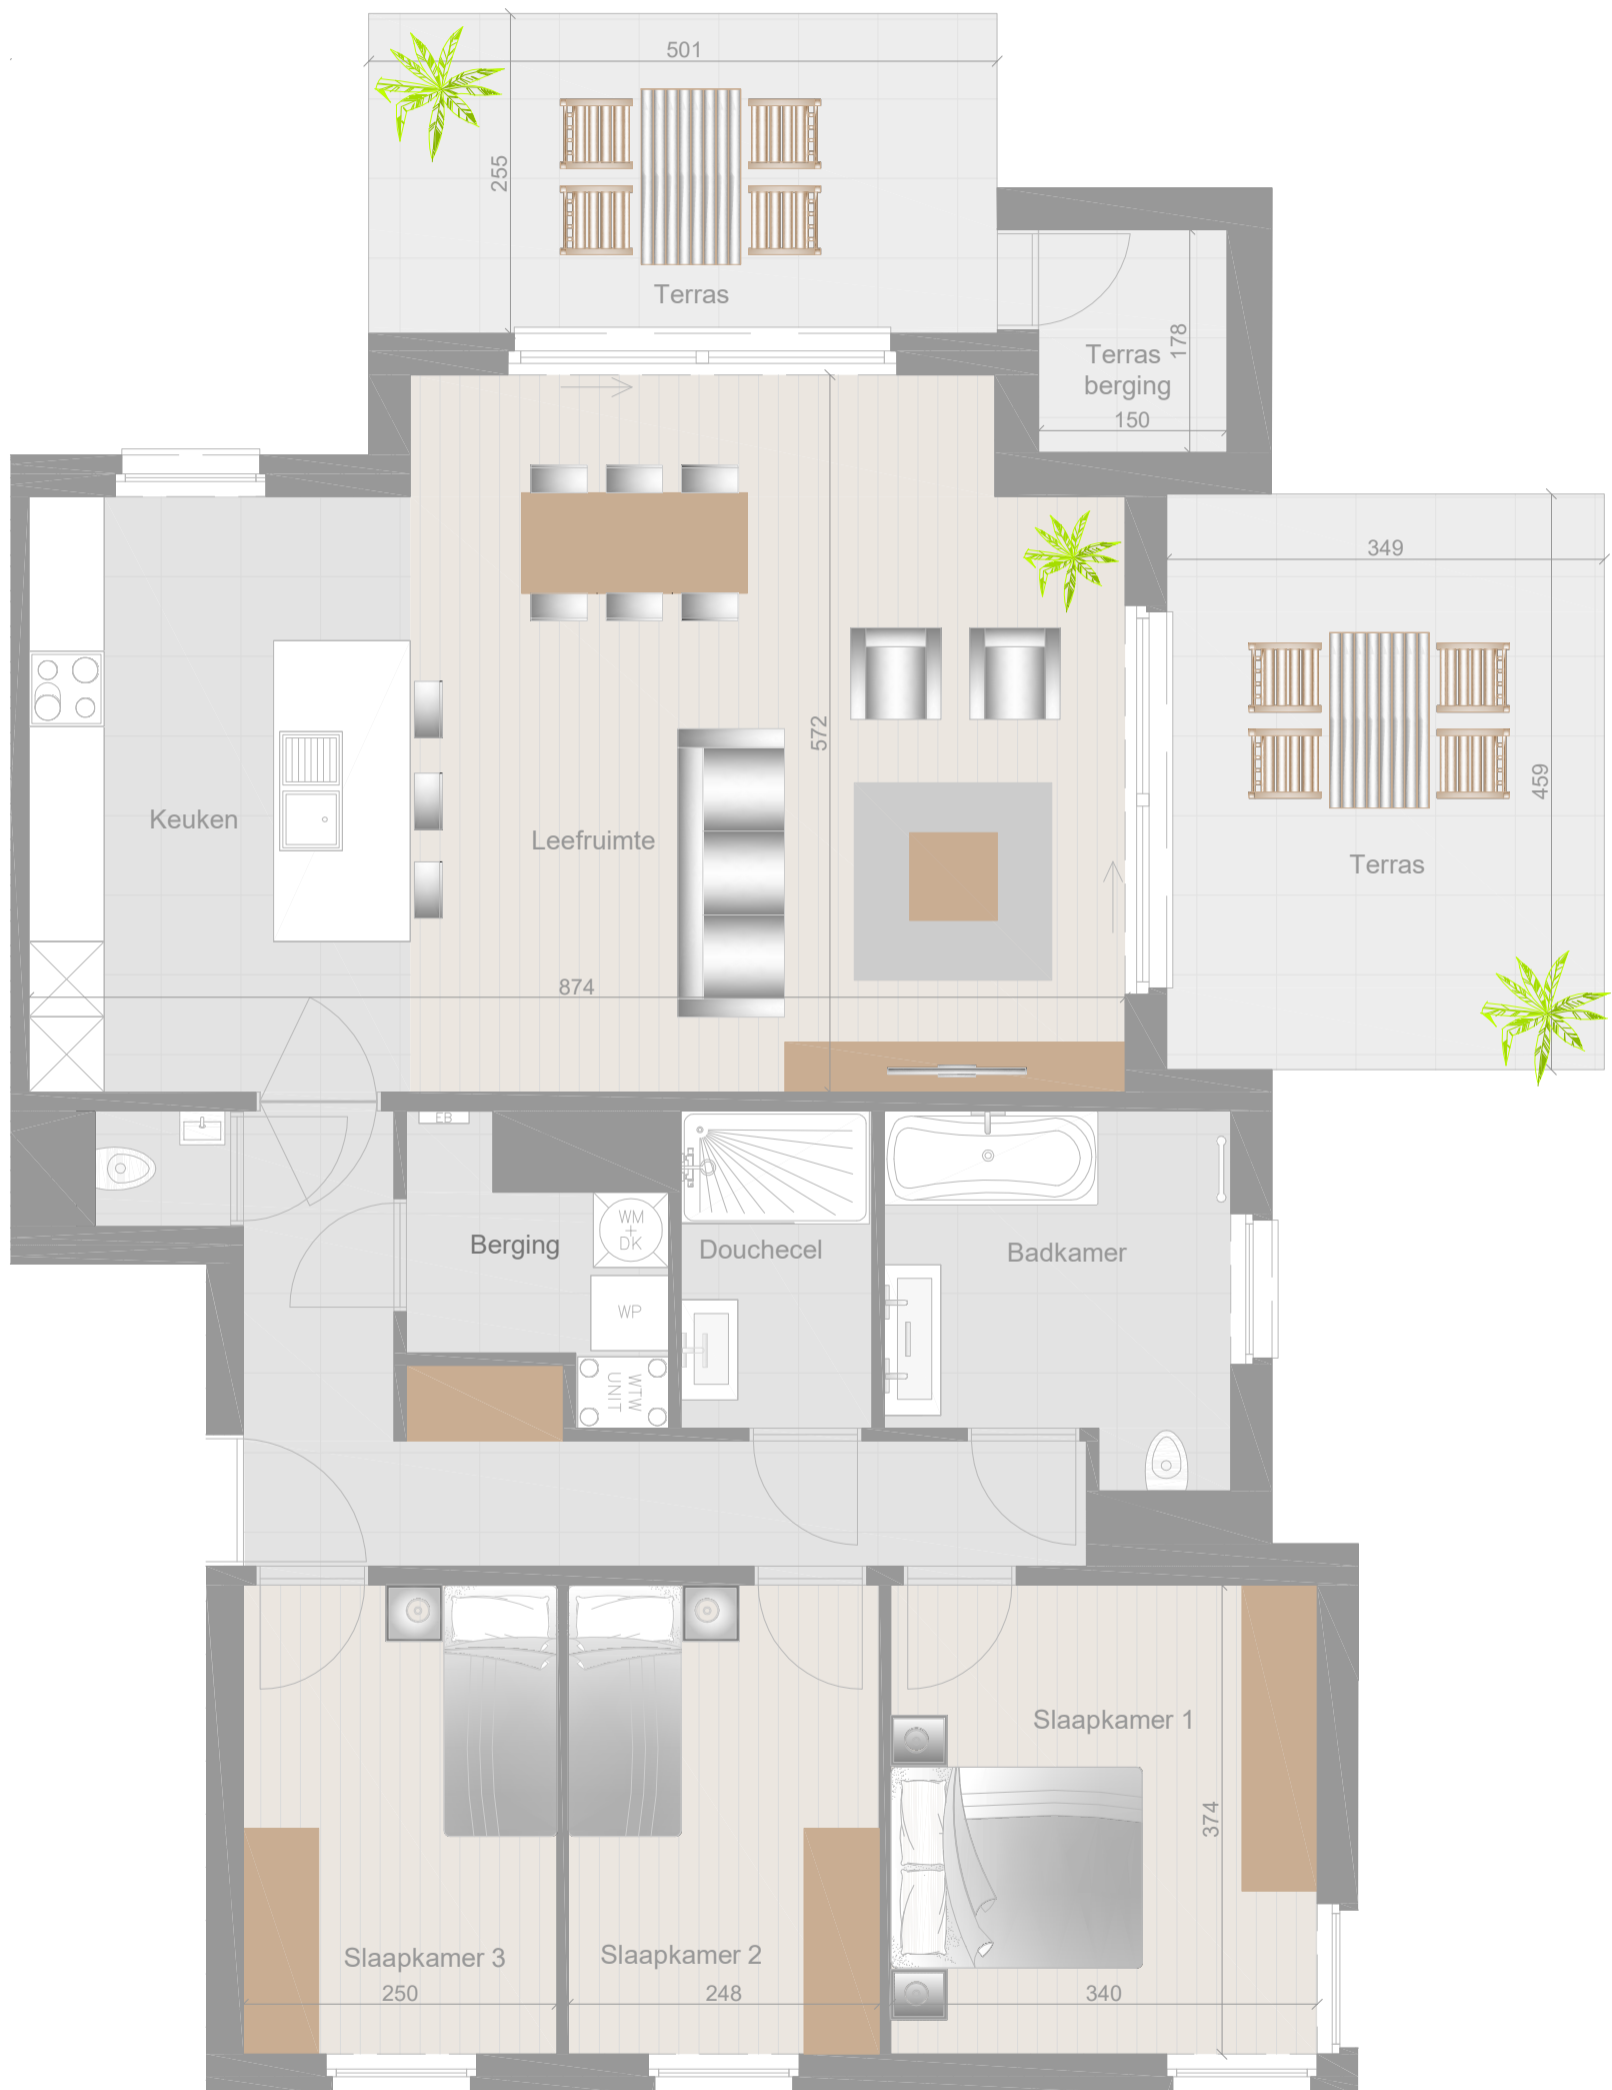 501
255
Terras
Terras
berging
178
150
349
459
Terras
572
Keuken
Leefruimte
874
EB
WM
+
DK
Berging
WP
WTW
UNIT
Douchecel
Badkamer
Slaapkamer 1
374
Slaapkamer 3
Slaapkamer 2
250
248
340